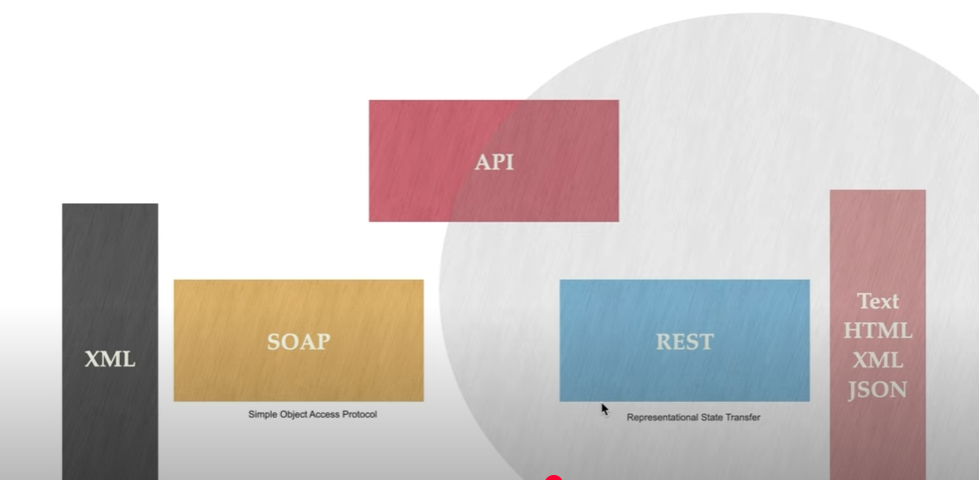 API
XML
SOAP
Simple Object Access Protocol
REST
Representational State Transfer
Text
HTML
XML
JSON